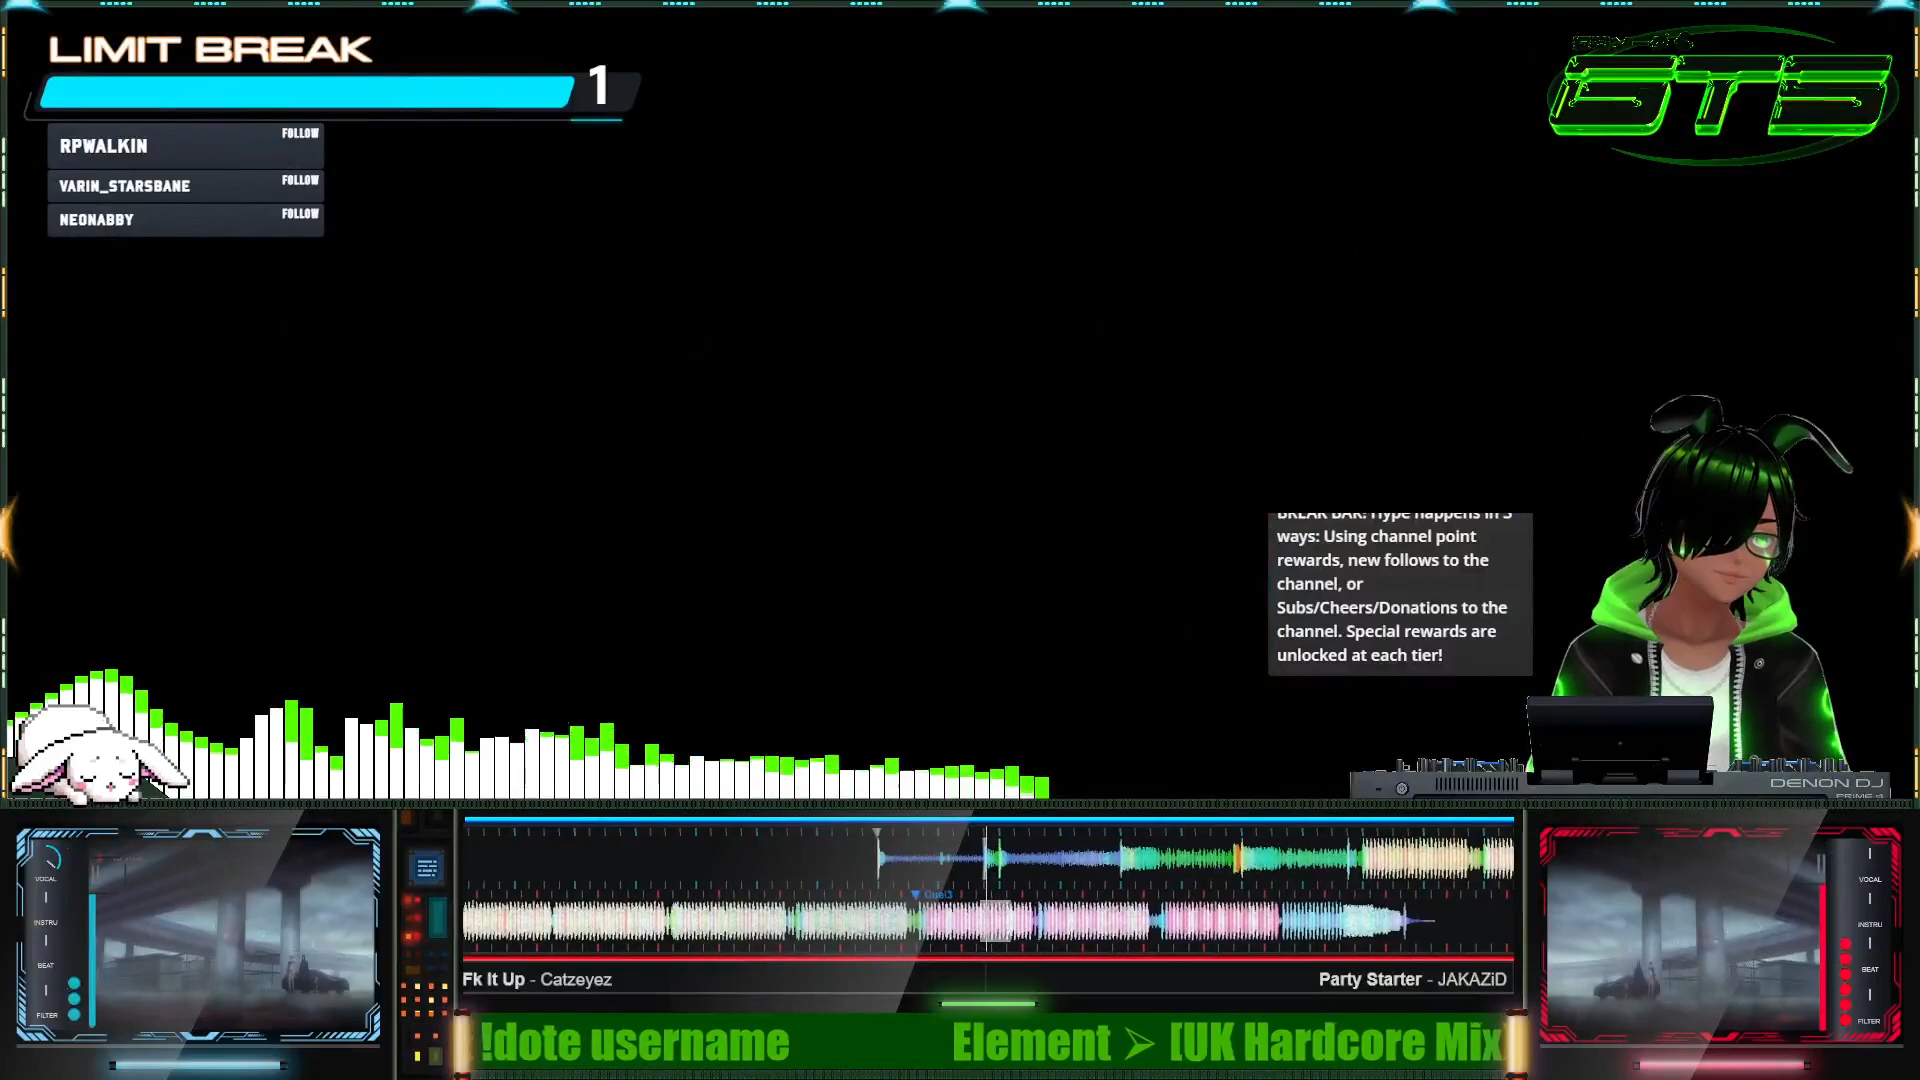 LIMIT BREAK
1
RPWALKIN FOLLOW
VARIN_STARSBANE FOLLOW
NEONABBY FOLLOW
GTS
ways: Using channel point
rewards, new follows to the
channel, or
Subs/Cheers/Donations to the
channel. Special rewards are
unlocked at each tier!
DENON DJ
VOCAL
INSTRU
BEAT
FILTER
VOCAL
INSTRU
BEAT
FILTER
Fk It Up - Catzeyez
Party Starter - JAKAZiD
!dote username
Element ➢ [UK Hardcore Mix